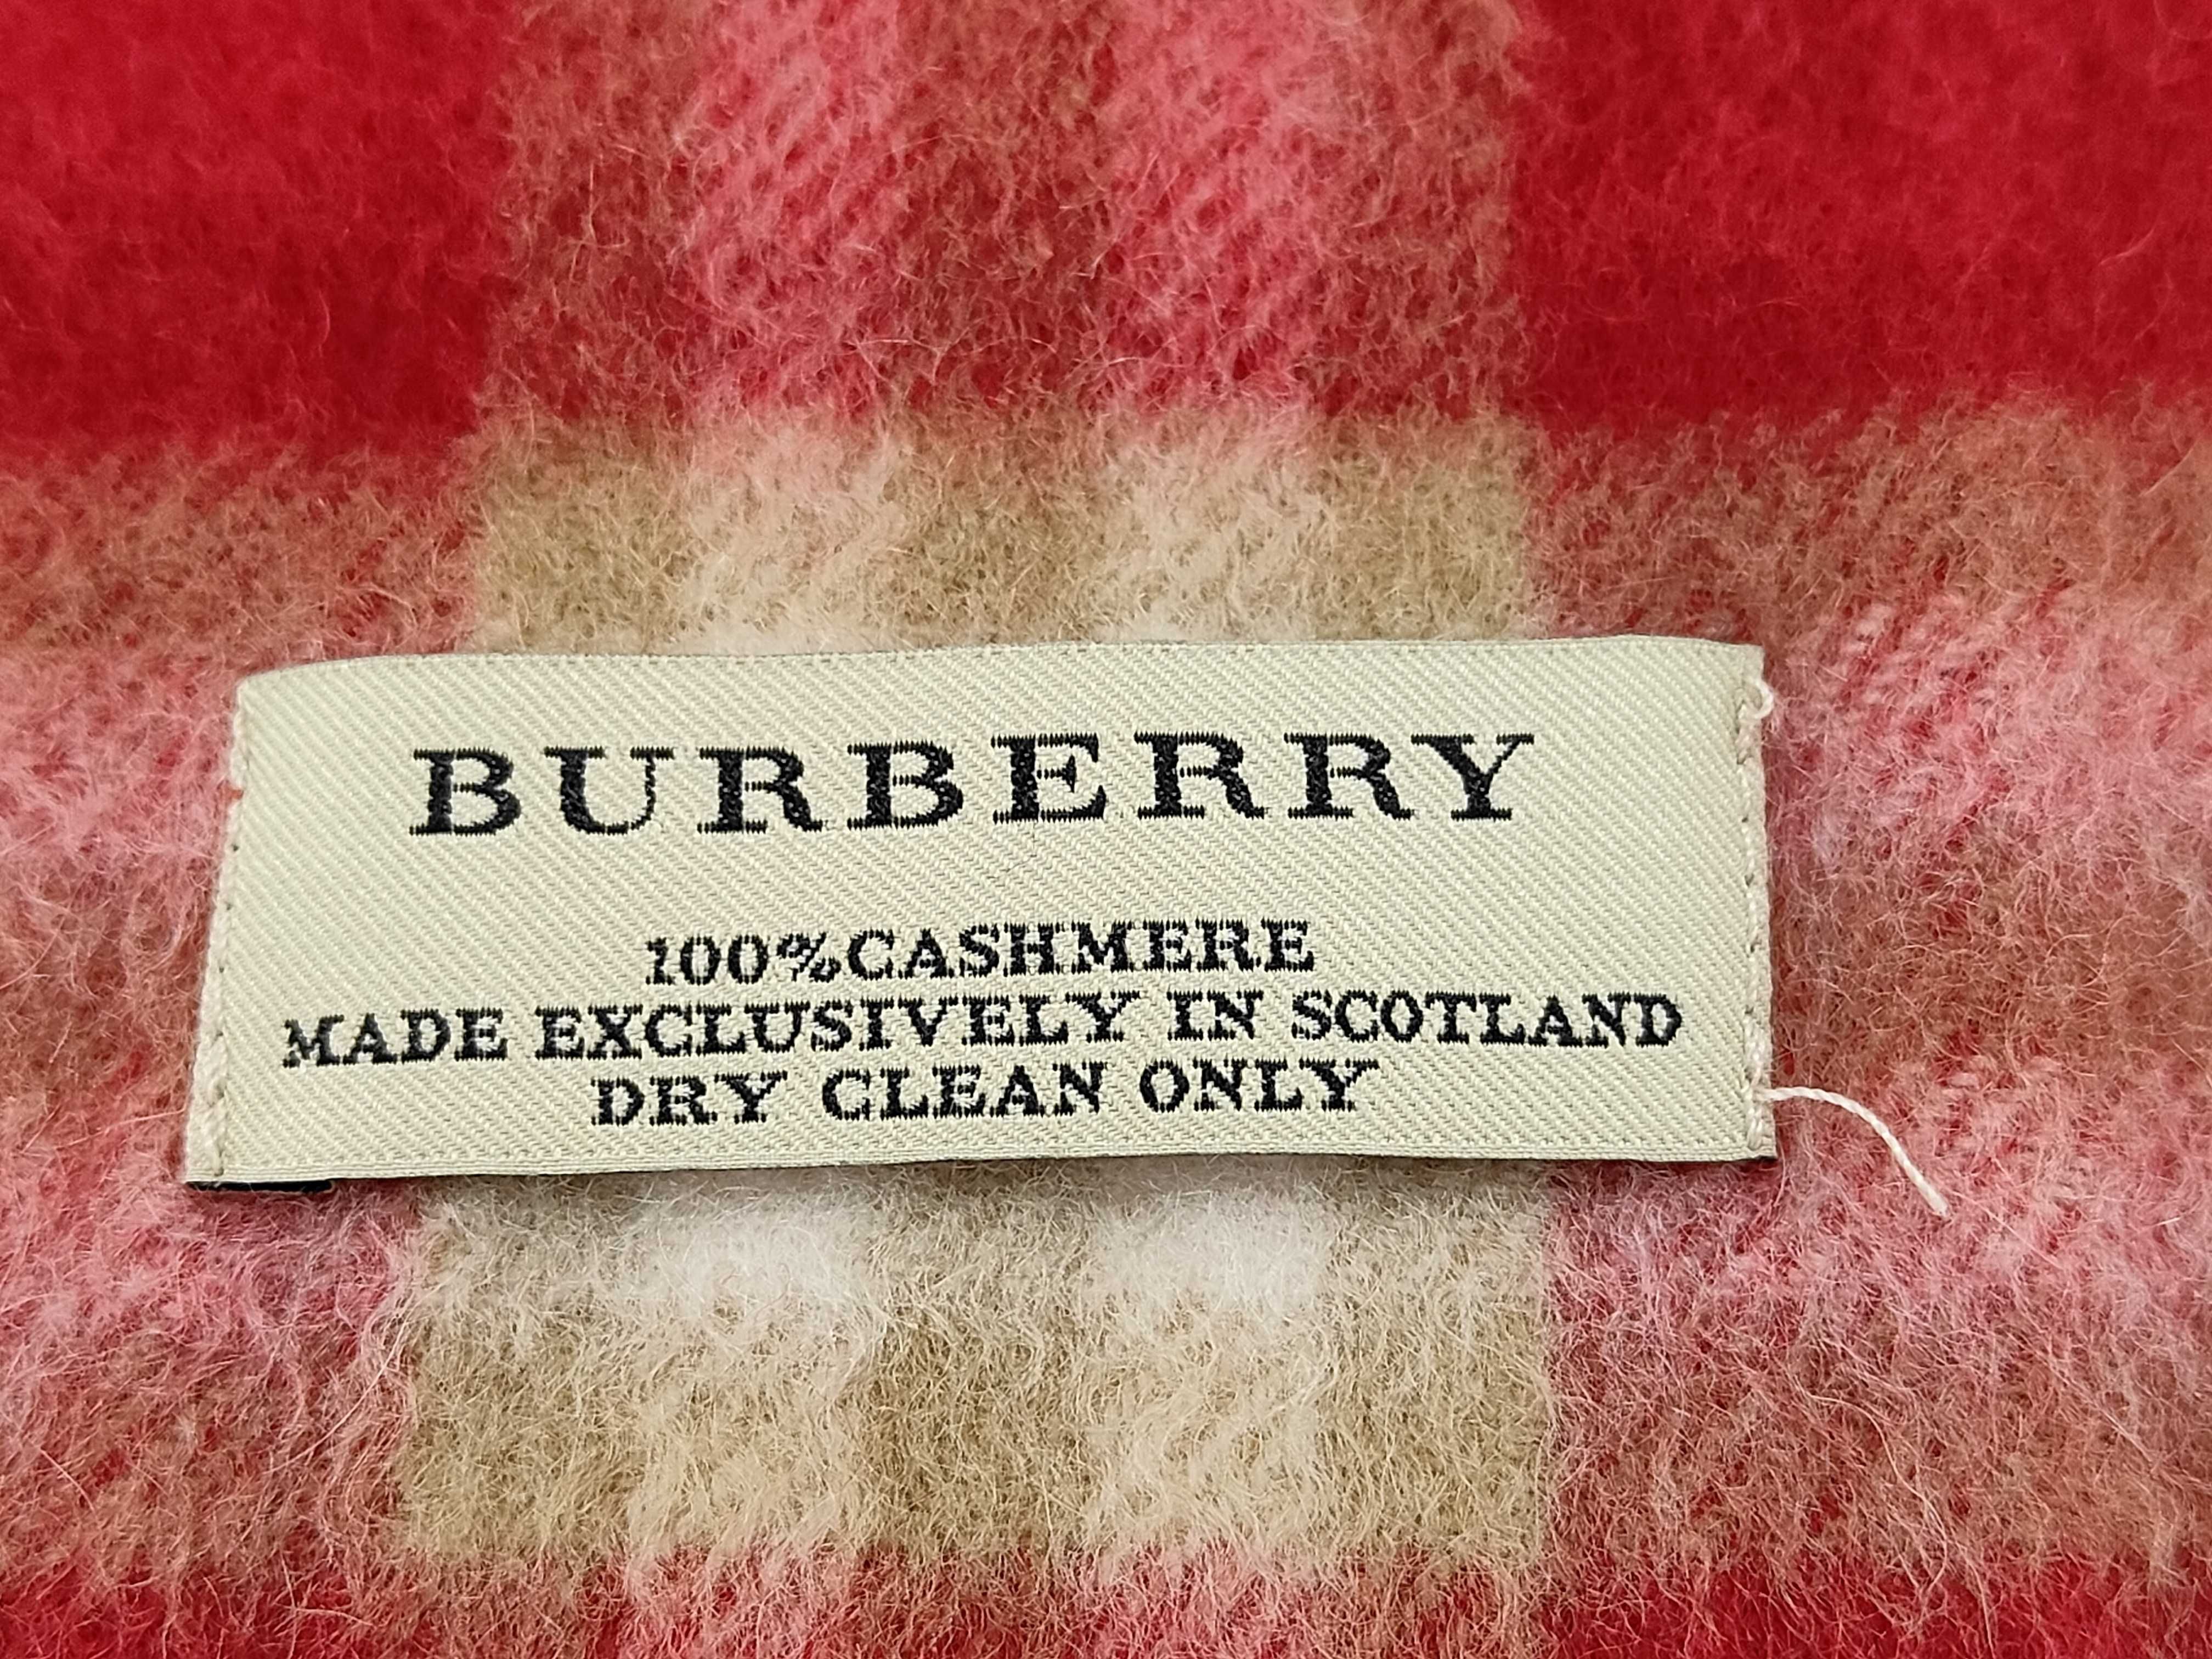 BURBERRY
100%CASHMERE
MADE EXCLUSIVELY IN SCOTLAND
DRY CLEAN ONLY